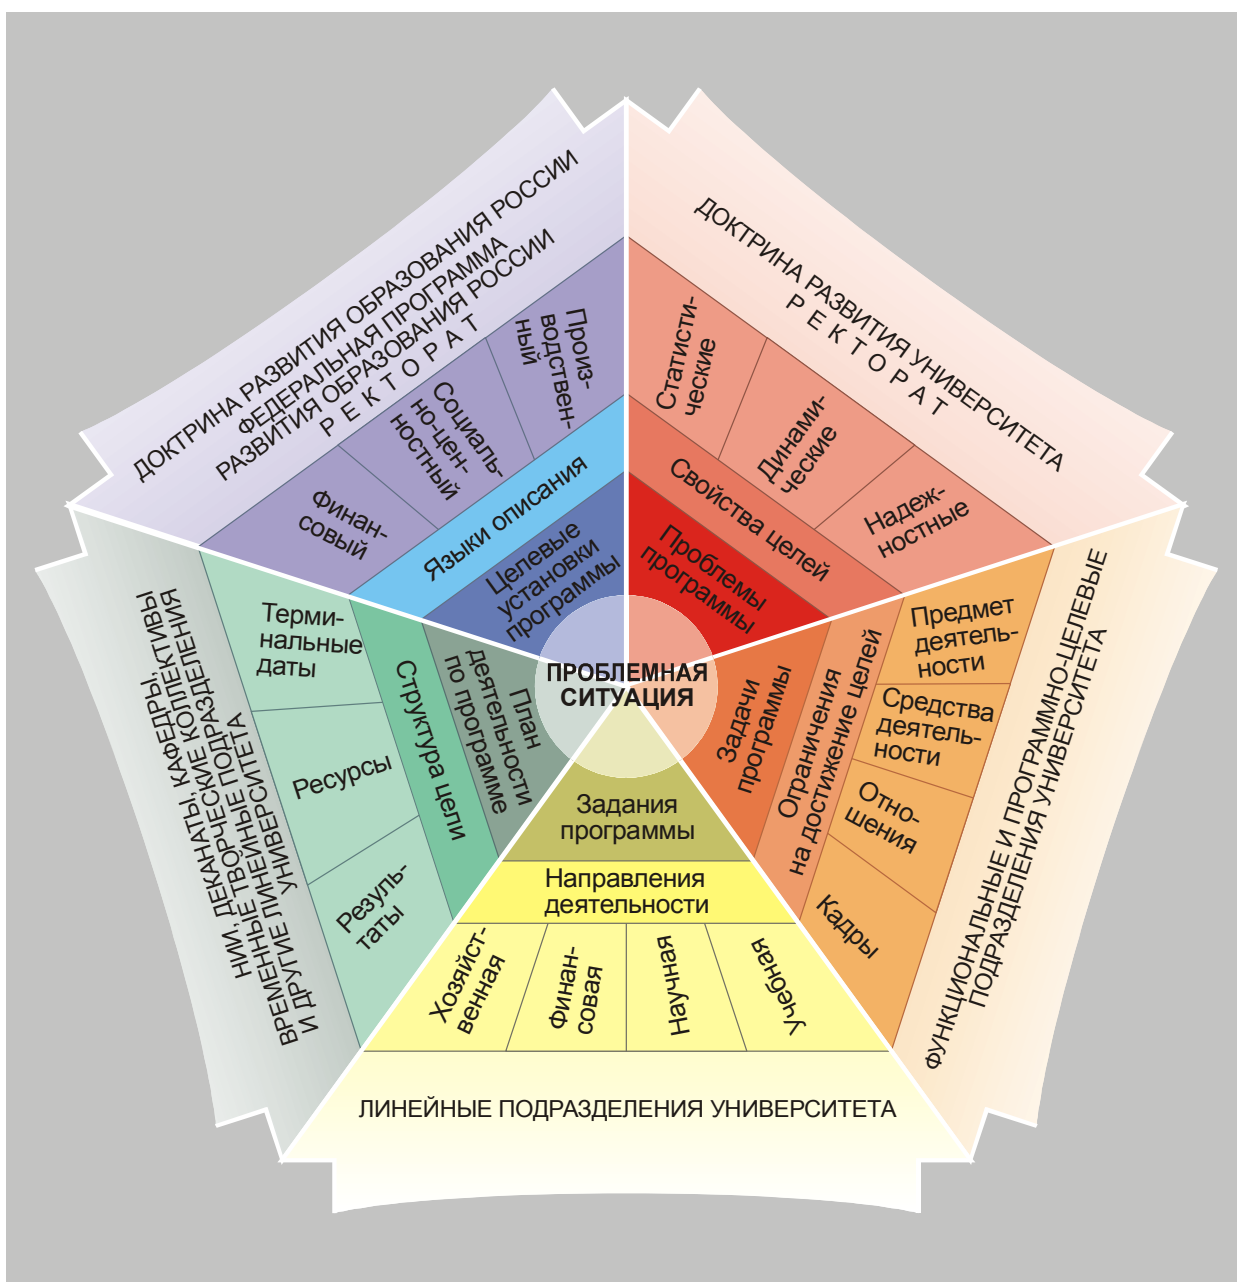 ДОКТРИНА РАЗВИТИЯ ОБРАЗОВАНИЯ РОССИИ
ФЕДЕРАЛЬНАЯ ПРОГРАММА
РАЗВИТИЯ ОБРАЗОВАНИЯ РОССИИ
РЕКТОРАТ
Финан-
совый
Социаль-
но-цен-
ностный
Произ-
водствен-
ный
Языки описания
Целевые
установки
программы
ДОКТРИНА РАЗВИТИЯ УНИВЕРСИТЕТА
РЕКТОРАТ
Статисти-
ческие
Динами-
ческие
Надеж-
ностные
Свойства целей
Проблемы
программы
ФУНКЦИОНАЛЬНЫЕ И ПРОГРАММНО-ЦЕЛЕВЫЕ
ПОДРАЗДЕЛЕНИЯ УНИВЕРСИТЕТА
Предмет
деятель-
ности
Средства
деятель-
ности
Отно-
шения
Кадры
Ограничения
на достижение целей
Задачи
программы
ПРОБЛЕМНАЯ
СИТУАЦИЯ
Задания
программы
Направления
деятельности
Хозяйст-
венная
Финан-
совая
Научная
Учебная
ЛИНЕЙНЫЕ ПОДРАЗДЕЛЕНИЯ УНИВЕРСИТЕТА
План
деятельности
по программе
Структура цели
Терми-
нальные
даты
Ресурсы
Резуль-
таты
НИИ, ДЕКАНАТЫ, КАФЕДРЫ,
ВРЕМЕННЫЕ ТВОРЧЕСКИЕ КОЛЛЕКТИВЫ
И ДРУГИЕ ЛИНЕЙНЫЕ ПОДРАЗДЕЛЕНИЯ
УНИВЕРСИТЕТА